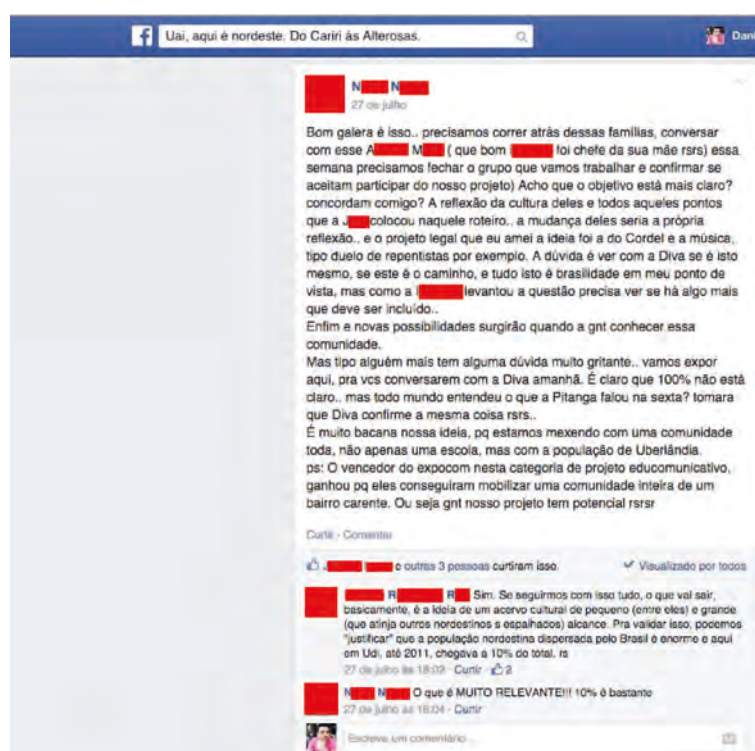 Uai, aqui é nordeste. Do Cariri às Alterosas.
Dani
N N
27 de julho
Bom galera é isso.. precisamos correr atrás dessas famílias, conversar
com esse A M ( que bom foi chefe da sua mãe rsrs) essa
semana precisamos fechar o grupo que vamos trabalhar e confirmar se
aceitam participar do nosso projeto) Acho que o objetivo está mais claro?
concordam comigo? A reflexão da cultura deles e todos aqueles pontos
que a J colocou naquele roteiro.. a mudança deles seria a própria
reflexão.. e o projeto legal que eu amei a ideia foi a do Cordel e a música,
tipo duelo de repentistas por exemplo. A dúvida é ver com a Diva se é isto
mesmo, se este é o caminho, e tudo isto é brasilidade em meu ponto de
vista, mas como a I levantou a questão precisa ver se há algo mais
que deve ser incluído..
Enfim e novas possibilidades surgirão quando a gnt conhecer essa
comunidade.
Mas tipo alguém mais tem alguma dúvida muito gritante.. vamos expor
aqui, pra vcs conversarem com a Diva amanhã. É claro que 100% não está
claro.. mas todo mundo entendeu o que a Pitanga falou na sexta? tomara
que Diva confirme a mesma coisa rsrs..
É muito bacana nossa ideia, pq estamos mexendo com uma comunidade
toda, não apenas uma escola, mas com a população de Uberlândia.
ps: O vencedor do expocom nesta categoria de projeto educomunicativo,
ganhou pq eles conseguiram mobilizar uma comunidade inteira de um
bairro carente. Ou seja gnt nosso projeto tem potencial rsrsr
Curtir · Comentar
J e outras 3 pessoas curtiram isso.
Visualizado por todos
R R Sim. Se seguirmos com isso tudo, o que vai sair,
basicamente, é a ideia de um acervo cultural de pequeno (entre eles) e grande
(que atinja outros nordestinos s espalhados) alcance. Pra validar isso, podemos
"justificar" que a população nordestina dispersada pelo Brasil é enorme e aqui
em Udi, até 2011, chegava a 10% do total, rs
27 de julho às 18:02 · Curtir · 2
N N O que é MUITO RELEVANTE!!! 10% é bastante
27 de julho às 18:04 · Curtir
Escreva um comentário...